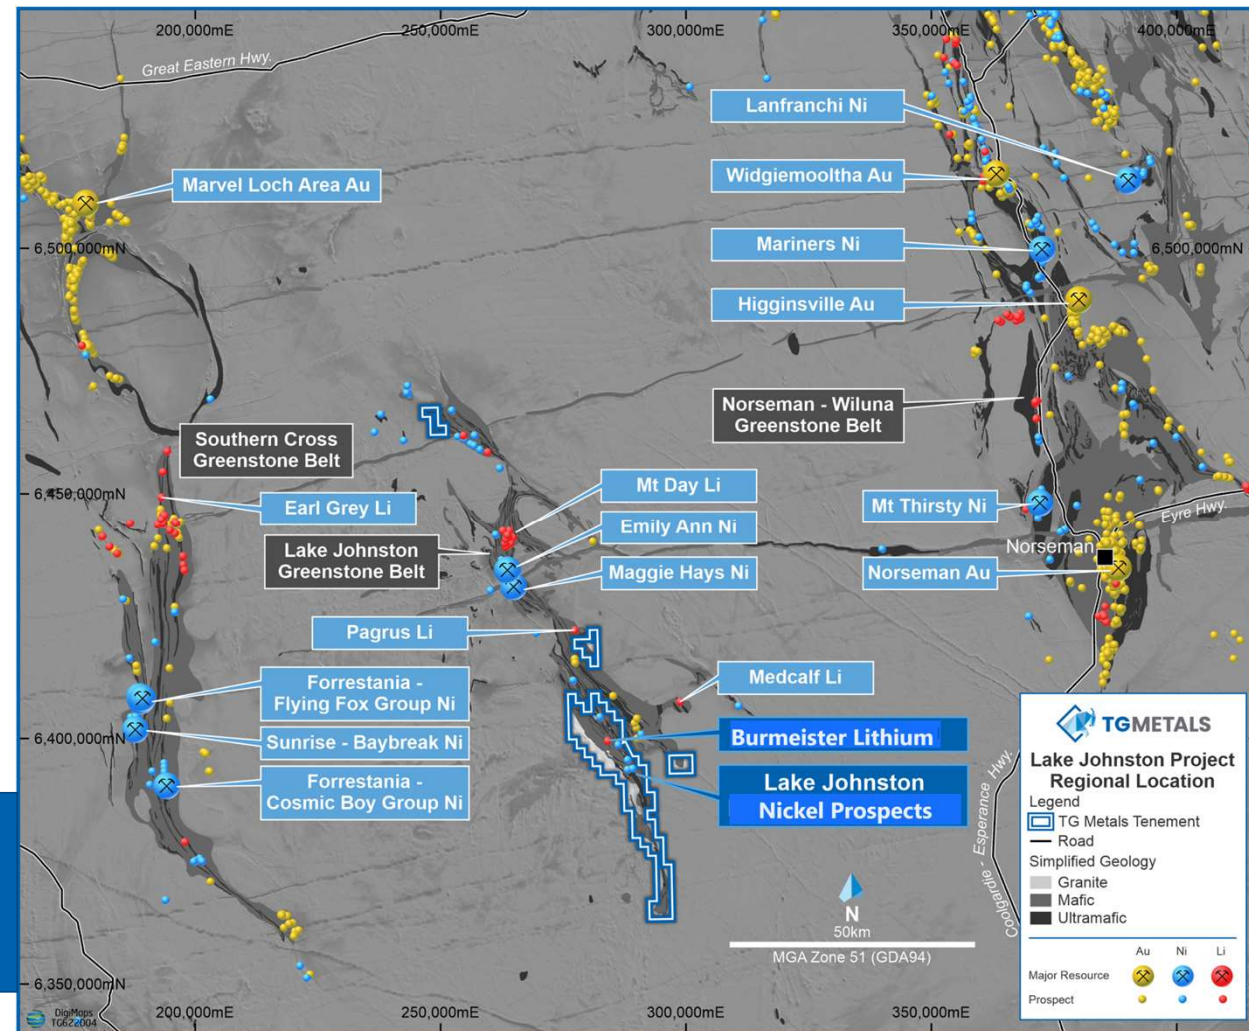 200,000mE
250,000mE
300,000mE
350,000mE
400,000mE
Great Eastern Hwy.
Lanfranchi Ni
Marvel Loch Area Au
Widgiemooltha Au
Mariners Ni
6,500,000mN
6,500,000mN
Higginsville Au
Norseman - Wiluna
Greenstone Belt
Southern Cross
Greenstone Belt
6,450,000mN
Earl Grey Li
Mt Day Li
Emily Ann Ni
Mt Thirsty Ni
Eyre Hwy.
Lake Johnston
Greenstone Belt
Maggie Hays Ni
Norseman
Norseman Au
Pagrus Li
Medcalf Li
Forrestania -
Flying Fox Group Ni
Sunrise - Baybreak Ni
6,400,000mN
Burmeister Lithium
Forrestania -
Cosmic Boy Group Ni
Lake Johnston
Nickel Prospects
Coolgardie - Esperance Hwy.
TGMETALS
Lake Johnston Project
Regional Location
Legend
TG Metals Tenement
Road
Simplified Geology
Granite
Mafic
Ultramafic
Au Ni Li
Major Resource
Prospect
N
50km
MGA Zone 51 (GDA94)
6,350,000mN
DigiMaps
TG622004
200,000mE
250,000mE
300,000mE
350,000mE